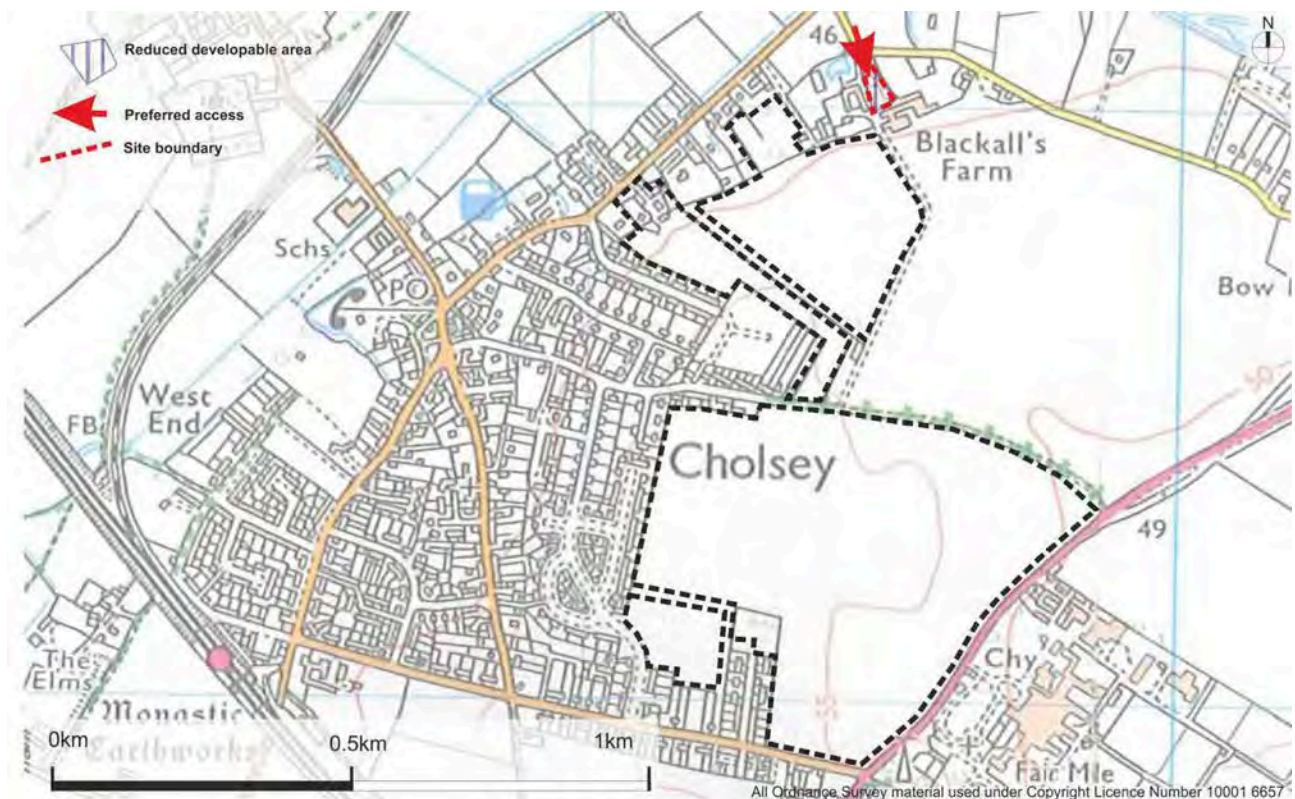 N
46
Reduced developable area
Preferred access
Site boundary
Blackall's
Farm
Schs
PO
Bow
50
West
End
FB
Cholsey
49
The
Elms
Chy
55
Monastic
Earthworks
0km
0.5km
1km
Fair Mile
All Ordnance Survey material used under Copyright Licence Number 10001 6657